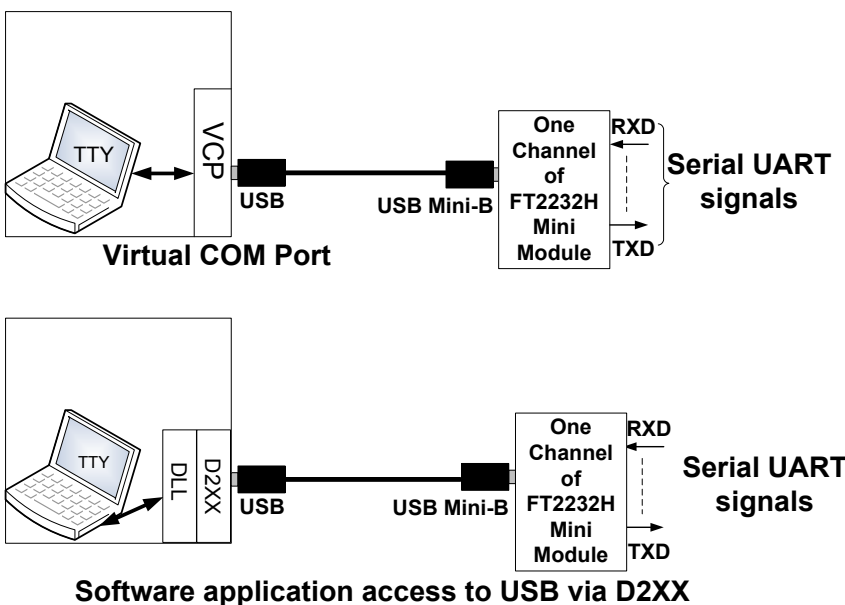 TTY
VCP
USB
USB Mini-B
One
Channel
of
FT2232H
Mini
Module
RXD
TXD
Serial UART
signals
Virtual COM Port
TTY
DLL
D2XX
USB
USB Mini-B
One
Channel
of
FT2232H
Mini
Module
RXD
TXD
Serial UART
signals
Software application access to USB via D2XX